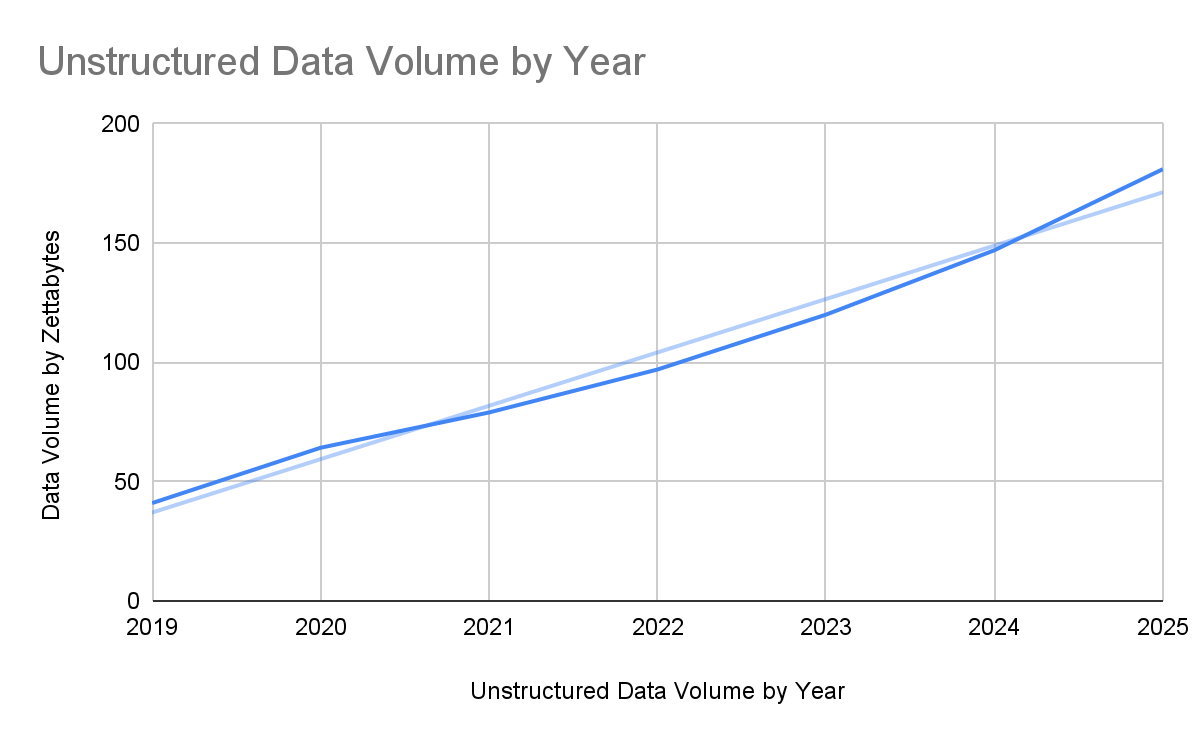 Unstructured Data Volume by Year
200
150
100
50
0
Data Volume by Zettabytes
2019 2020 2021 2022 2023 2024 2025
Unstructured Data Volume by Year